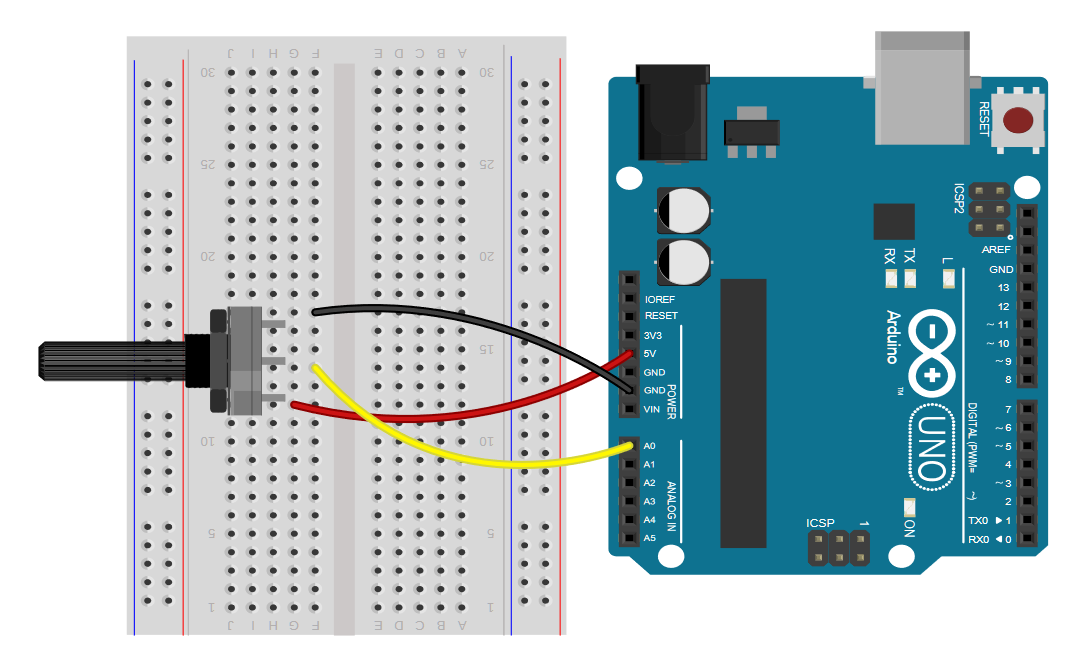 J I H G F E D C B A
30 30
25 25
20 20
15
10 10
5 5
1 1
J I H G F E D C B A
RESET
ICSP2
AREF
GND
13
12
~ 11
~ 10
~ 9
8
7
~ 6
~ 5
4
~ 3
2
TX0 ▶ 1
RX0 ◀ 0
RX
TX
L
IOREF
RESET
3V3
5V
GND
GND
VIN
POWER
A0
A1
A2
A3
A4
A5
ANALOG IN
Arduino
TM
UNO
DIGITAL (PWM= ~)
ON
ICSP
1